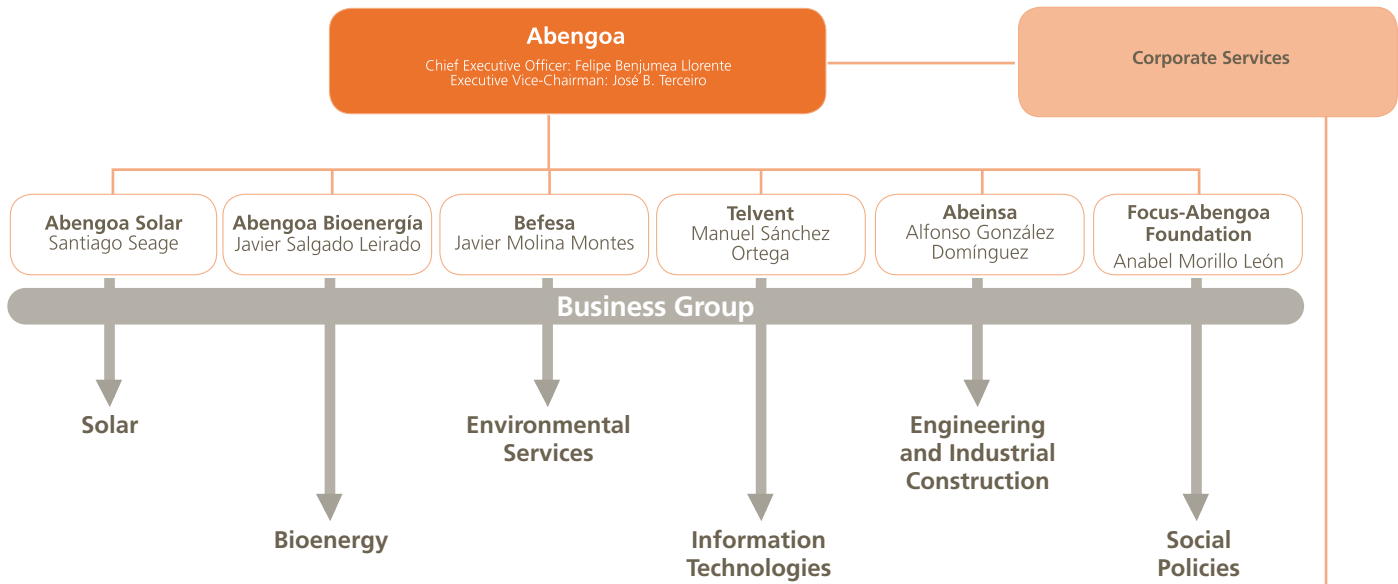 Abengoa
Chief Executive Officer: Felipe Benjumea Llorente
Executive Vice-Chairman: José B. Terceiro
Corporate Services
Abengoa Solar
Santiago Seage
Abengoa Bioenergía
Javier Salgado Leirado
Befesa
Javier Molina Montes
Telvent
Manuel Sánchez
Ortega
Abeinsa
Alfonso González
Domínguez
Focus-Abengoa
Foundation
Anabel Morillo León
Business Group
Solar
Bioenergy
Environmental
Services
Information
Technologies
Engineering
and Industrial
Construction
Social
Policies